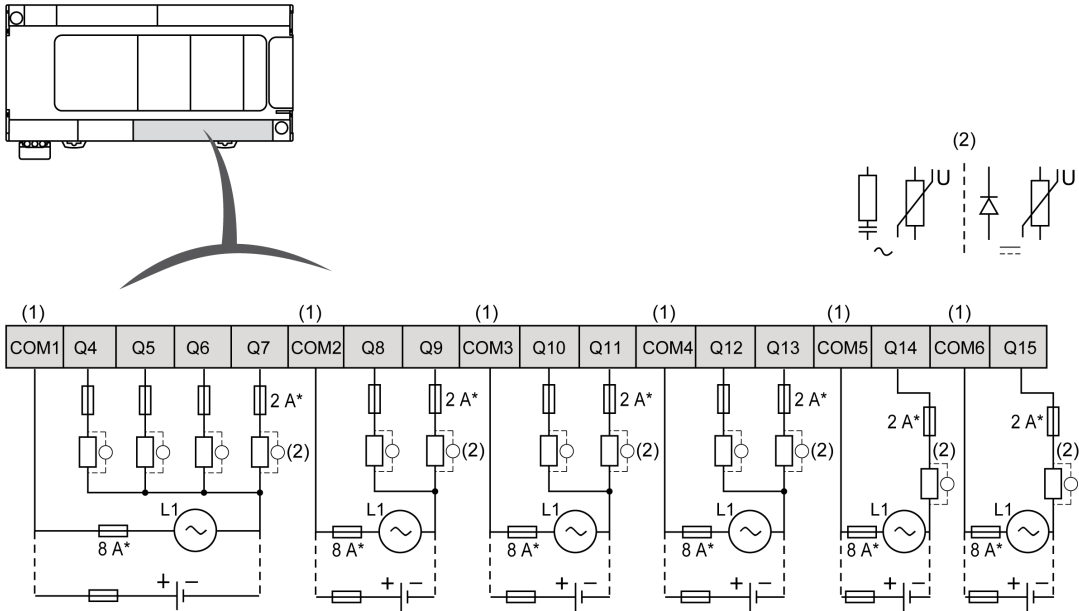 (2)
U U
(1) (1) (1) (1) (1) (1)
COM1 Q4 Q5 Q6 Q7 COM2 Q8 Q9 COM3 Q10 Q11 COM4 Q12 Q13 COM5 Q14 COM6 Q15
2 A* 2 A* 2 A* 2 A* 2 A* 2 A*
(2) (2) (2) (2) (2) (2)
L1 L1 L1 L1 L1 L1
8 A* 8 A* 8 A* 8 A* 8 A* 8 A*
+ − + − + − + − + − + −